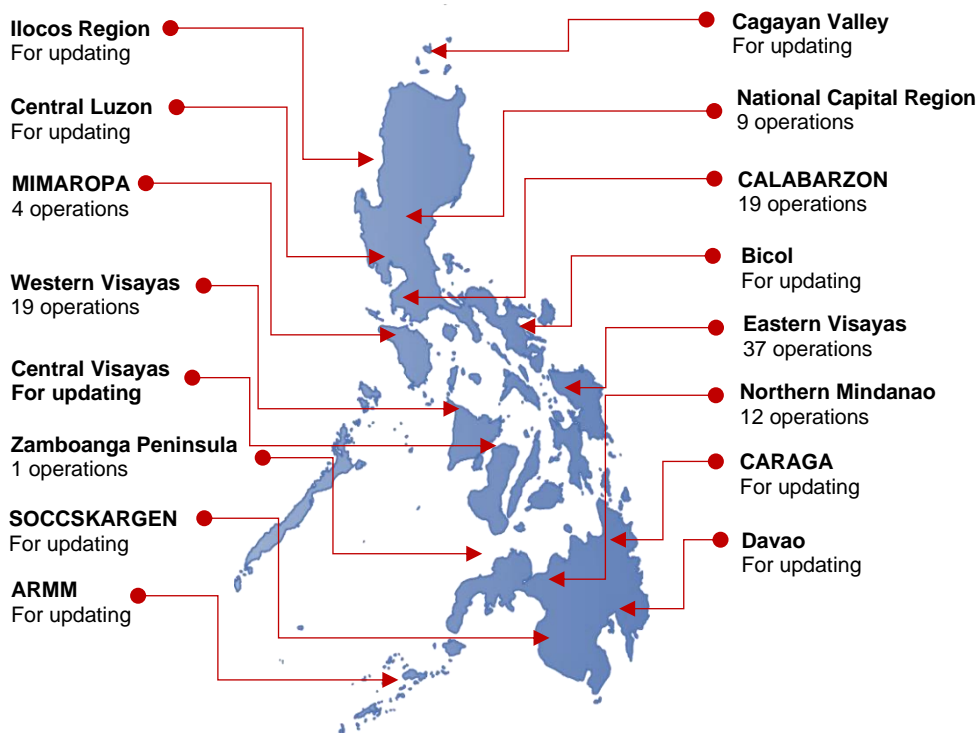 Ilocos Region
For updating
Central Luzon
For updating
MIMAROPA
4 operations
Western Visayas
19 operations
Central Visayas
For updating
Zamboanga Peninsula
1 operations
SOCCSKARGEN
For updating
ARMM
For updating
Cagayan Valley
For updating
National Capital Region
9 operations
CALABARZON
19 operations
Bicol
For updating
Eastern Visayas
37 operations
Northern Mindanao
12 operations
CARAGA
For updating
Davao
For updating